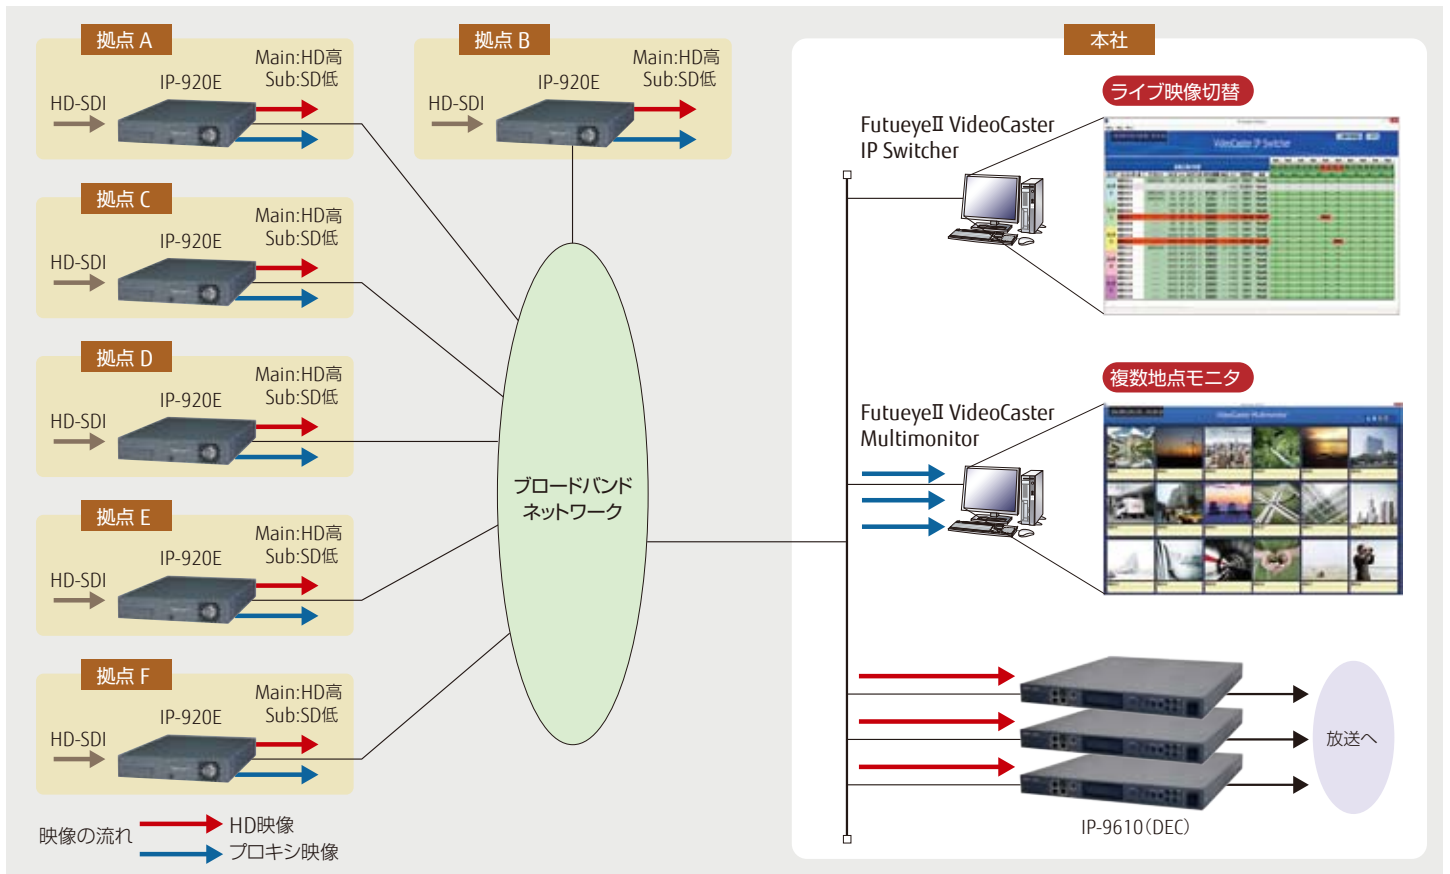 拠点 A
Main:HD高
Sub:SD低
IP-920E
HD-SDI
拠点 B
Main:HD高
Sub:SD低
IP-920E
HD-SDI
拠点 C
Main:HD高
Sub:SD低
IP-920E
HD-SDI
拠点 D
Main:HD高
Sub:SD低
IP-920E
HD-SDI
拠点 E
Main:HD高
Sub:SD低
IP-920E
HD-SDI
拠点 F
Main:HD高
Sub:SD低
IP-920E
HD-SDI
映像の流れ
HD映像
プロキシ映像
ブロードバンド
ネットワーク
本社
ライブ映像切替
FutueyeⅡ VideoCaster
IP Switcher
VideoCaster IP Switcher
複数地点モニタ
FutueyeⅡ VideoCaster
Multimonitor
VideoCaster Multimonitor
IP-9610(DEC)
放送へ